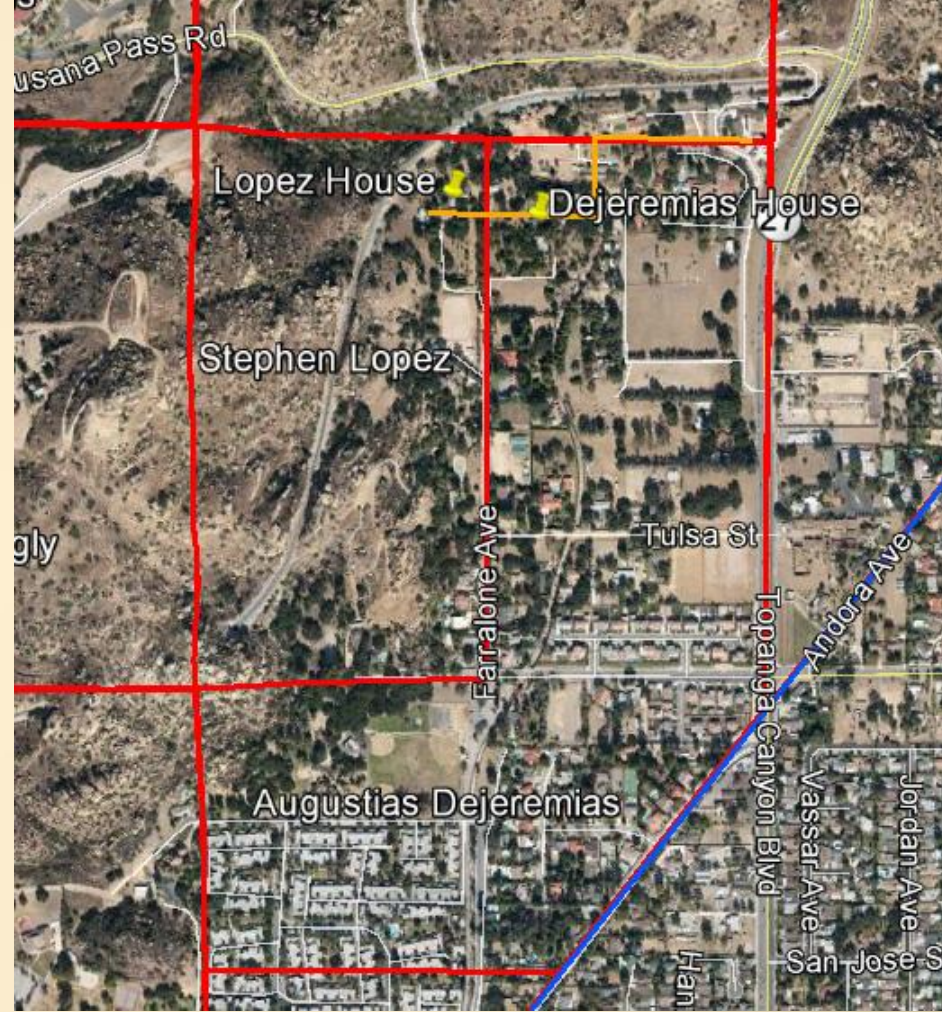 usana Pass Rd
Lopez House
Dejeremias House
27
Stephen Lopez
gly
Farralone Ave
Tulsa St
Andora Ave
Topanga Canyon Blvd
Augustias Dejeremias
Vassar Ave
Jordan Ave
San Jose S
Han